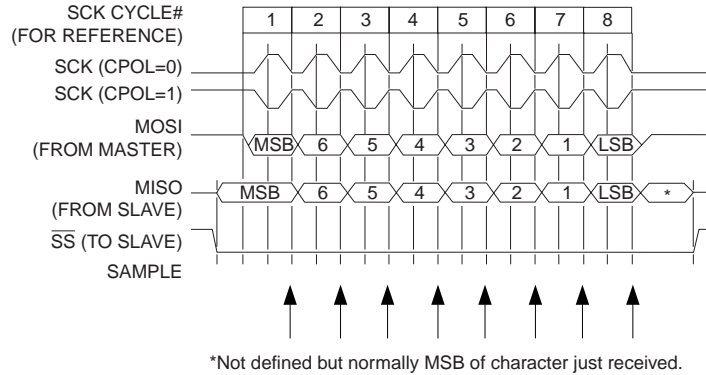 SCK CYCLE#
(FOR REFERENCE)
1 2 3 4 5 6 7 8
SCK (CPOL=0)
SCK (CPOL=1)
MOSI
(FROM MASTER)
MSB 6 5 4 3 2 1 LSB
MISO
(FROM SLAVE)
MSB 6 5 4 3 2 1 LSB *
SS (TO SLAVE)
SAMPLE
*Not defined but normally MSB of character just received.